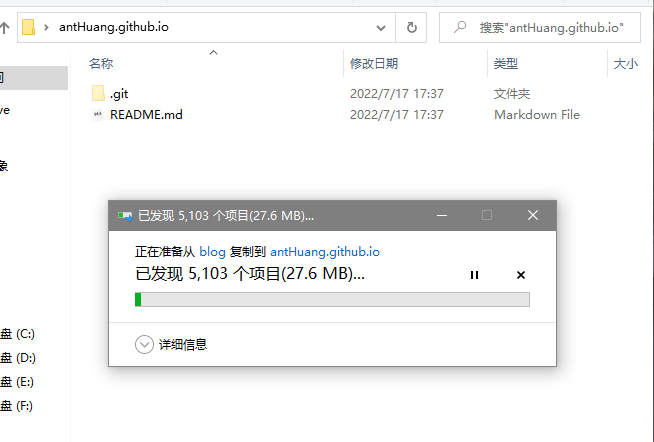 antHuang.github.io
搜索"antHuang.github.io"
名称
修改日期
类型
大小
.git
2022/7/17 17:37
文件夹
README.md
2022/7/17 17:37
Markdown File
ve
象
已发现 5,103 个项目(27.6 MB)...
正在准备从 blog 复制到 antHuang.github.io
已发现 5,103 个项目(27.6 MB)...
详细信息
盘 (C:)
盘 (D:)
盘 (E:)
盘 (F:)